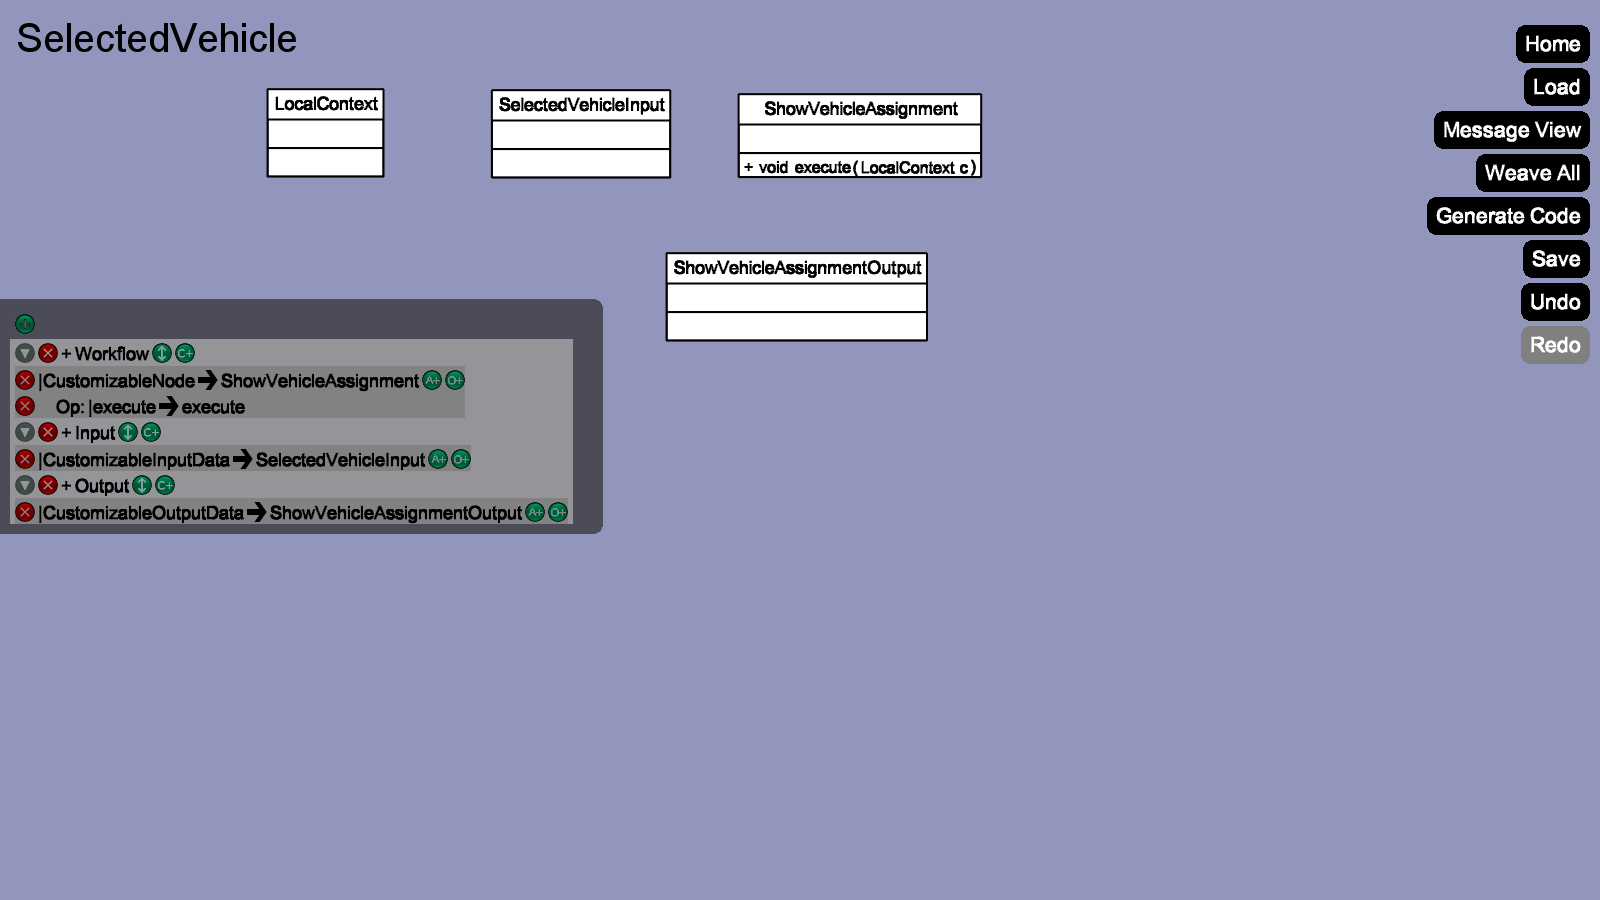 SelectedVehicle
Home
Load
Message View
Weave All
Generate Code
Save
Undo
Redo
LocalContext
SelectedVehicleInput
ShowVehicleAssignment
+ void execute(LocalContext c)
ShowVehicleAssignmentOutput
+ Workflow C+
|CustomizableNode ➔ ShowVehicleAssignment A+ O+
Op: |execute ➔ execute
+ Input C+
|CustomizableInputData ➔ SelectedVehicleInput A+ O+
+ Output C+
|CustomizableOutputData ➔ ShowVehicleAssignmentOutput A+ O+